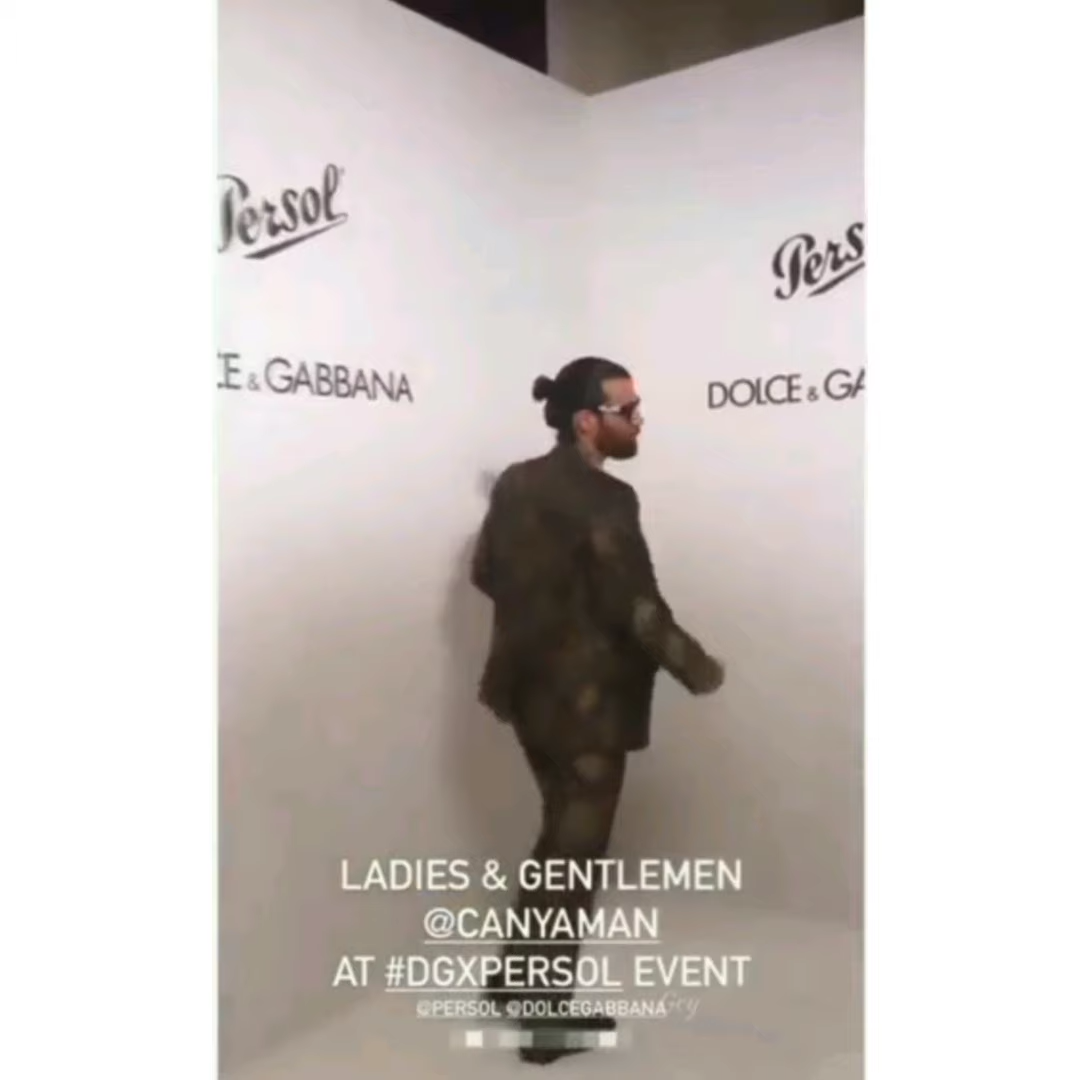 Persol
Pers
CE & GABBANA
DOLCE & GA
LADIES & GENTLEMEN
@CANYAMAN
AT #DGXPERSOL EVENT
@PERSOL @DOLCEGABBANA